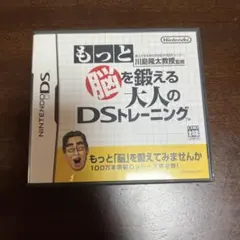 Nintendo
もっと
川島隆太教授監修
脳を鍛える
大人の
DSトレーニング
NINTENDO DS
もっと「脳」を鍛えてみませんか